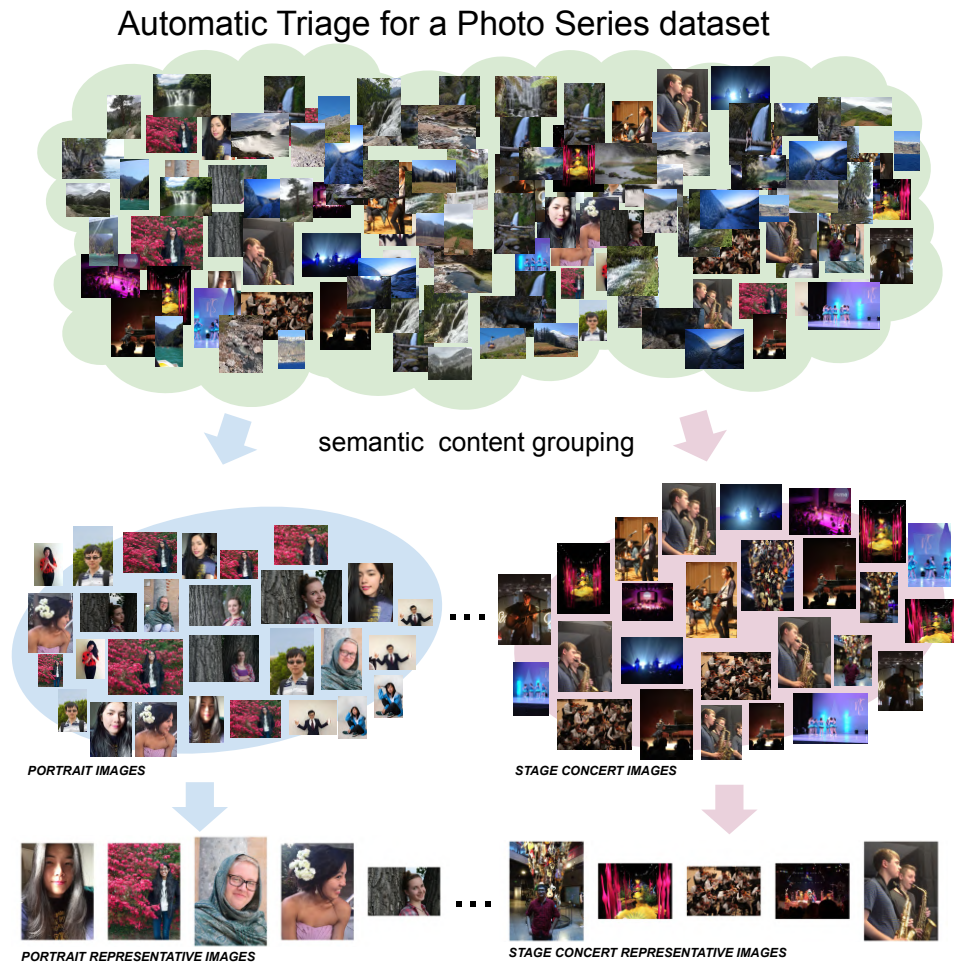 Automatic Triage for a Photo Series dataset
semantic content grouping
...
...
PORTRAIT IMAGES
STAGE CONCERT IMAGES
PORTRAIT REPRESENTATIVE IMAGES
STAGE CONCERT REPRESENTATIVE IMAGES